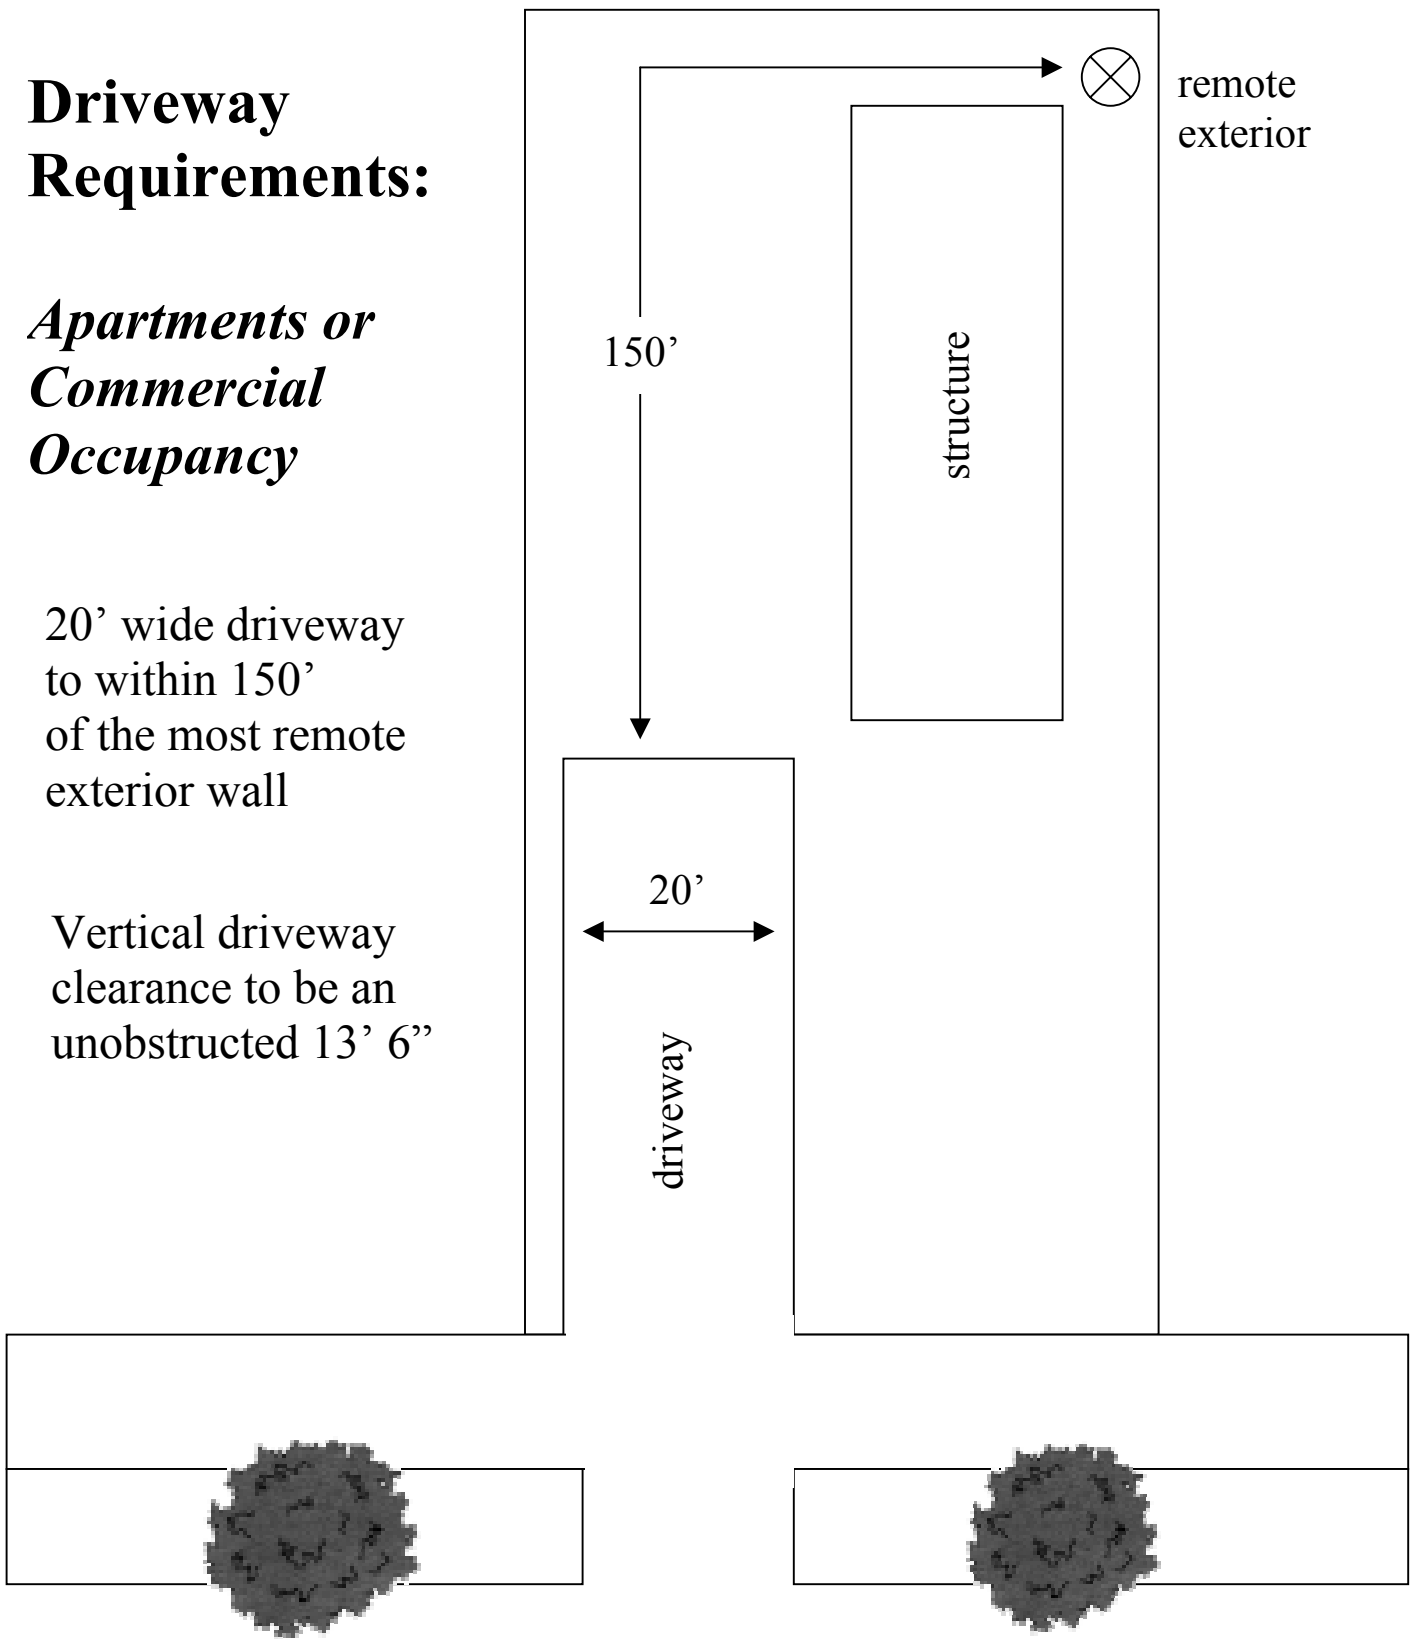 Driveway
Requirements:
Apartments or
Commercial
Occupancy
20’ wide driveway
to within 150’
of the most remote
exterior wall
Vertical driveway
clearance to be an
unobstructed 13’ 6”
remote
exterior
150’
structure
20’
driveway